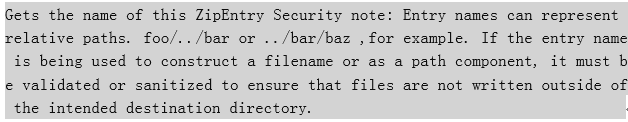 Gets the name of this ZipEntry Security note: Entry names can represent
relative paths. foo/../bar or ../bar/baz ,for example. If the entry name
is being used to construct a filename or as a path component, it must b
e validated or sanitized to ensure that files are not written outside of
the intended destination directory.